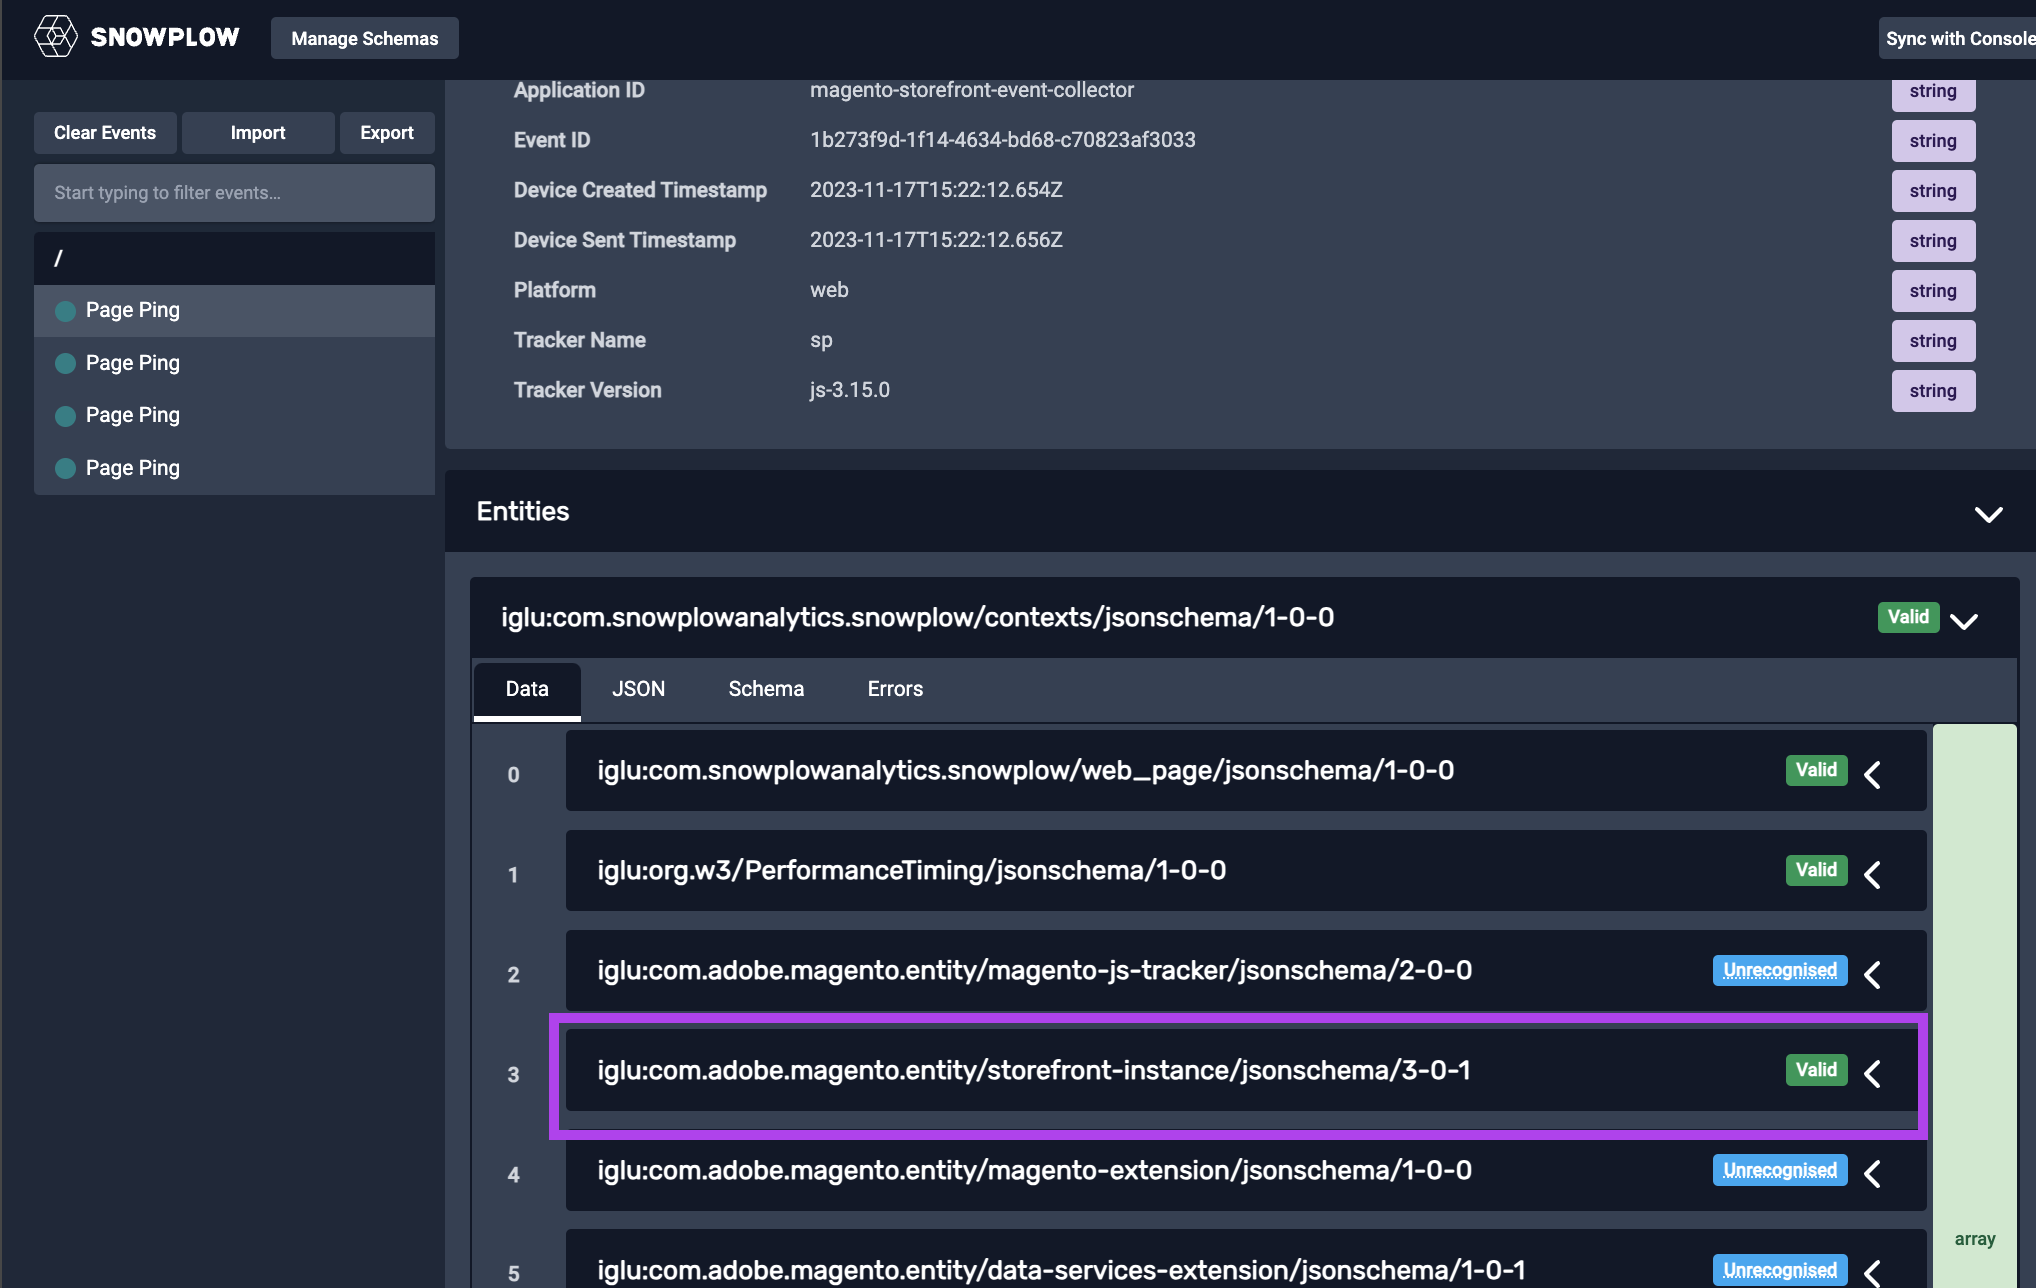 SNOWPLOW
Manage Schemas
Sync with Console
Clear Events
Import
Export
Start typing to filter events...
/
Page Ping
Page Ping
Page Ping
Page Ping
Application ID magento-storefront-event-collector string
Event ID 1b273f9d-1f14-4634-bd68-c70823af3033 string
Device Created Timestamp 2023-11-17T15:22:12.654Z string
Device Sent Timestamp 2023-11-17T15:22:12.656Z string
Platform web string
Tracker Name sp string
Tracker Version js-3.15.0 string
Entities
iglu:com.snowplowanalytics.snowplow/contexts/jsonschema/1-0-0 Valid
Data JSON Schema Errors
0 iglu:com.snowplowanalytics.snowplow/web_page/jsonschema/1-0-0 Valid
1 iglu:org.w3/PerformanceTiming/jsonschema/1-0-0 Valid
2 iglu:com.adobe.magento.entity/magento-js-tracker/jsonschema/2-0-0 Unrecognised
3 iglu:com.adobe.magento.entity/storefront-instance/jsonschema/3-0-1 Valid
4 iglu:com.adobe.magento.entity/magento-extension/jsonschema/1-0-0 Unrecognised
array
5 iglu:com.adobe.magento.entity/data-services-extension/jsonschema/1-0-1 Unrecognised